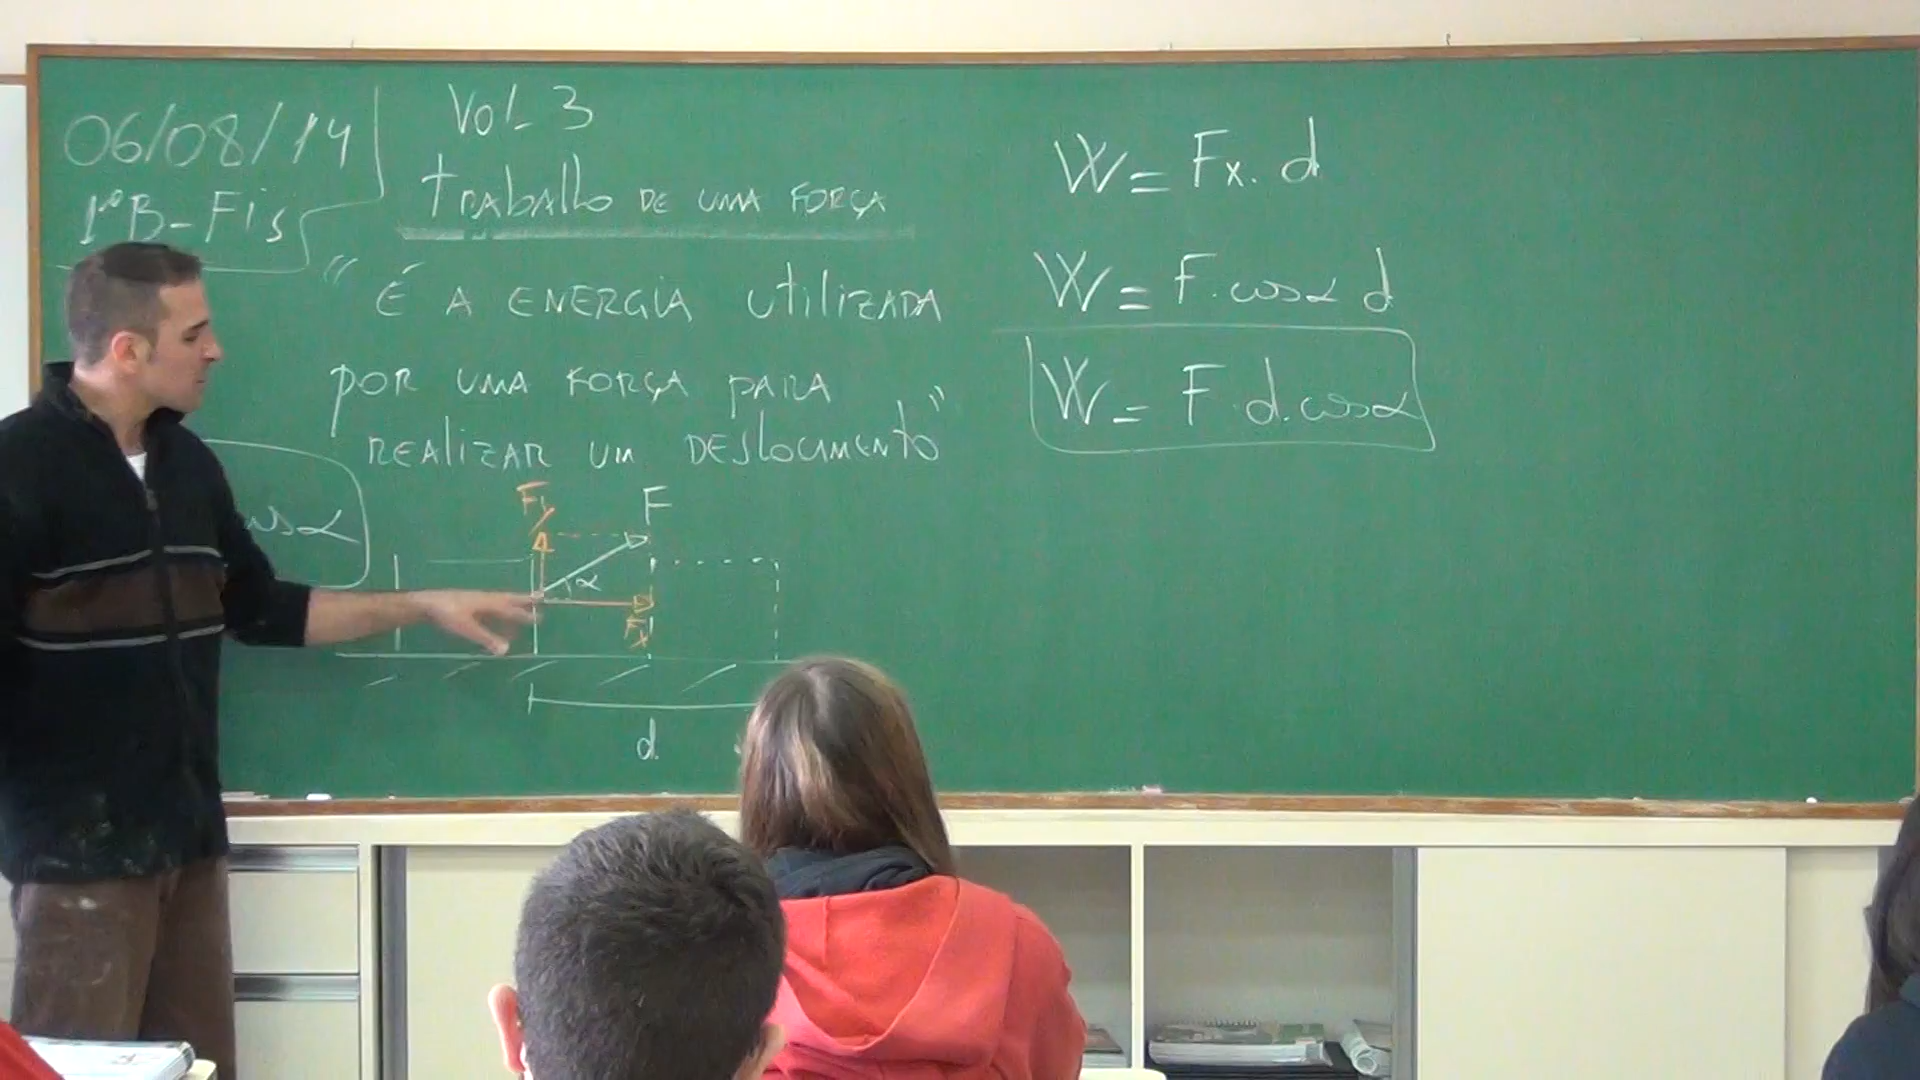 06/08/14
1ºB-Fis
Vol 3
trabalho de uma força
“ É A ENERGIA utilizada
por uma força para
realizar um deslocamento”
cosα
Fy
F
α
Fx
d
W = Fx. d
W = F. cosα d
W = F.d.cosα